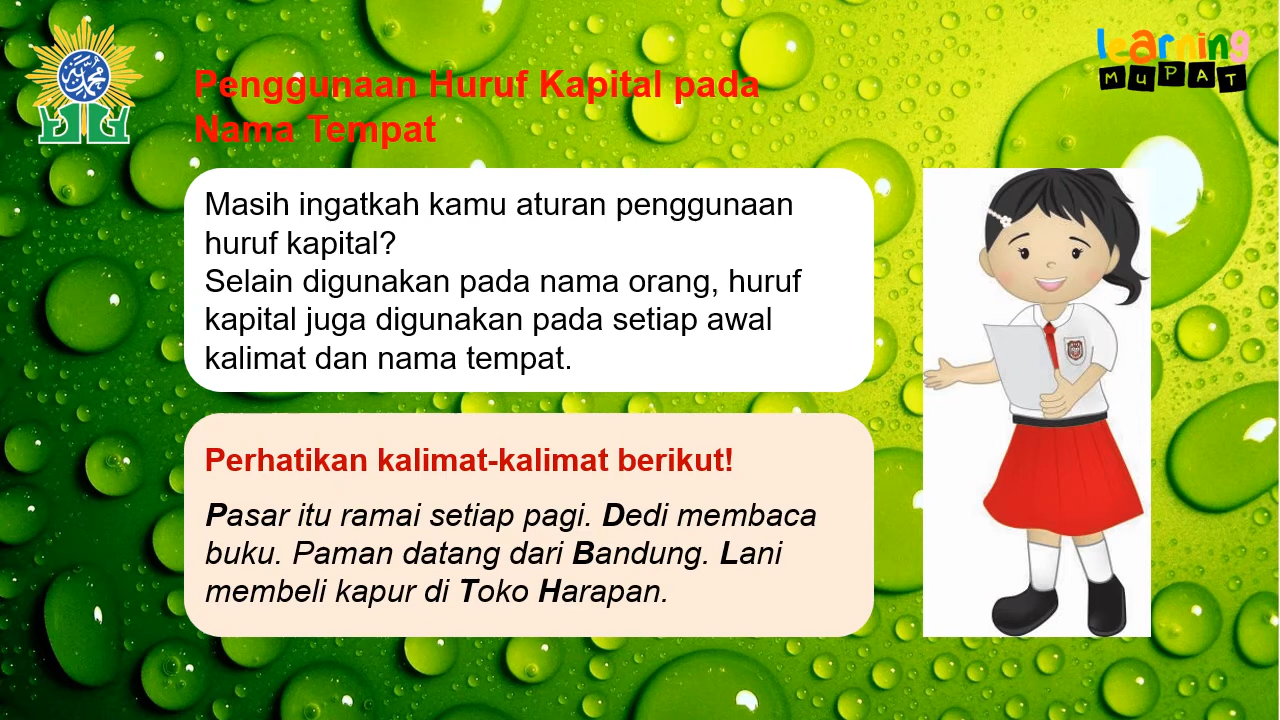 learning
MUPAT
Penggunaan Huruf Kapital pada
Nama Tempat
Masih ingatkah kamu aturan penggunaan
huruf kapital?
Selain digunakan pada nama orang, huruf
kapital juga digunakan pada setiap awal
kalimat dan nama tempat.
Perhatikan kalimat-kalimat berikut!
Pasar itu ramai setiap pagi. Dedi membaca
buku. Paman datang dari Bandung. Lani
membeli kapur di Toko Harapan.